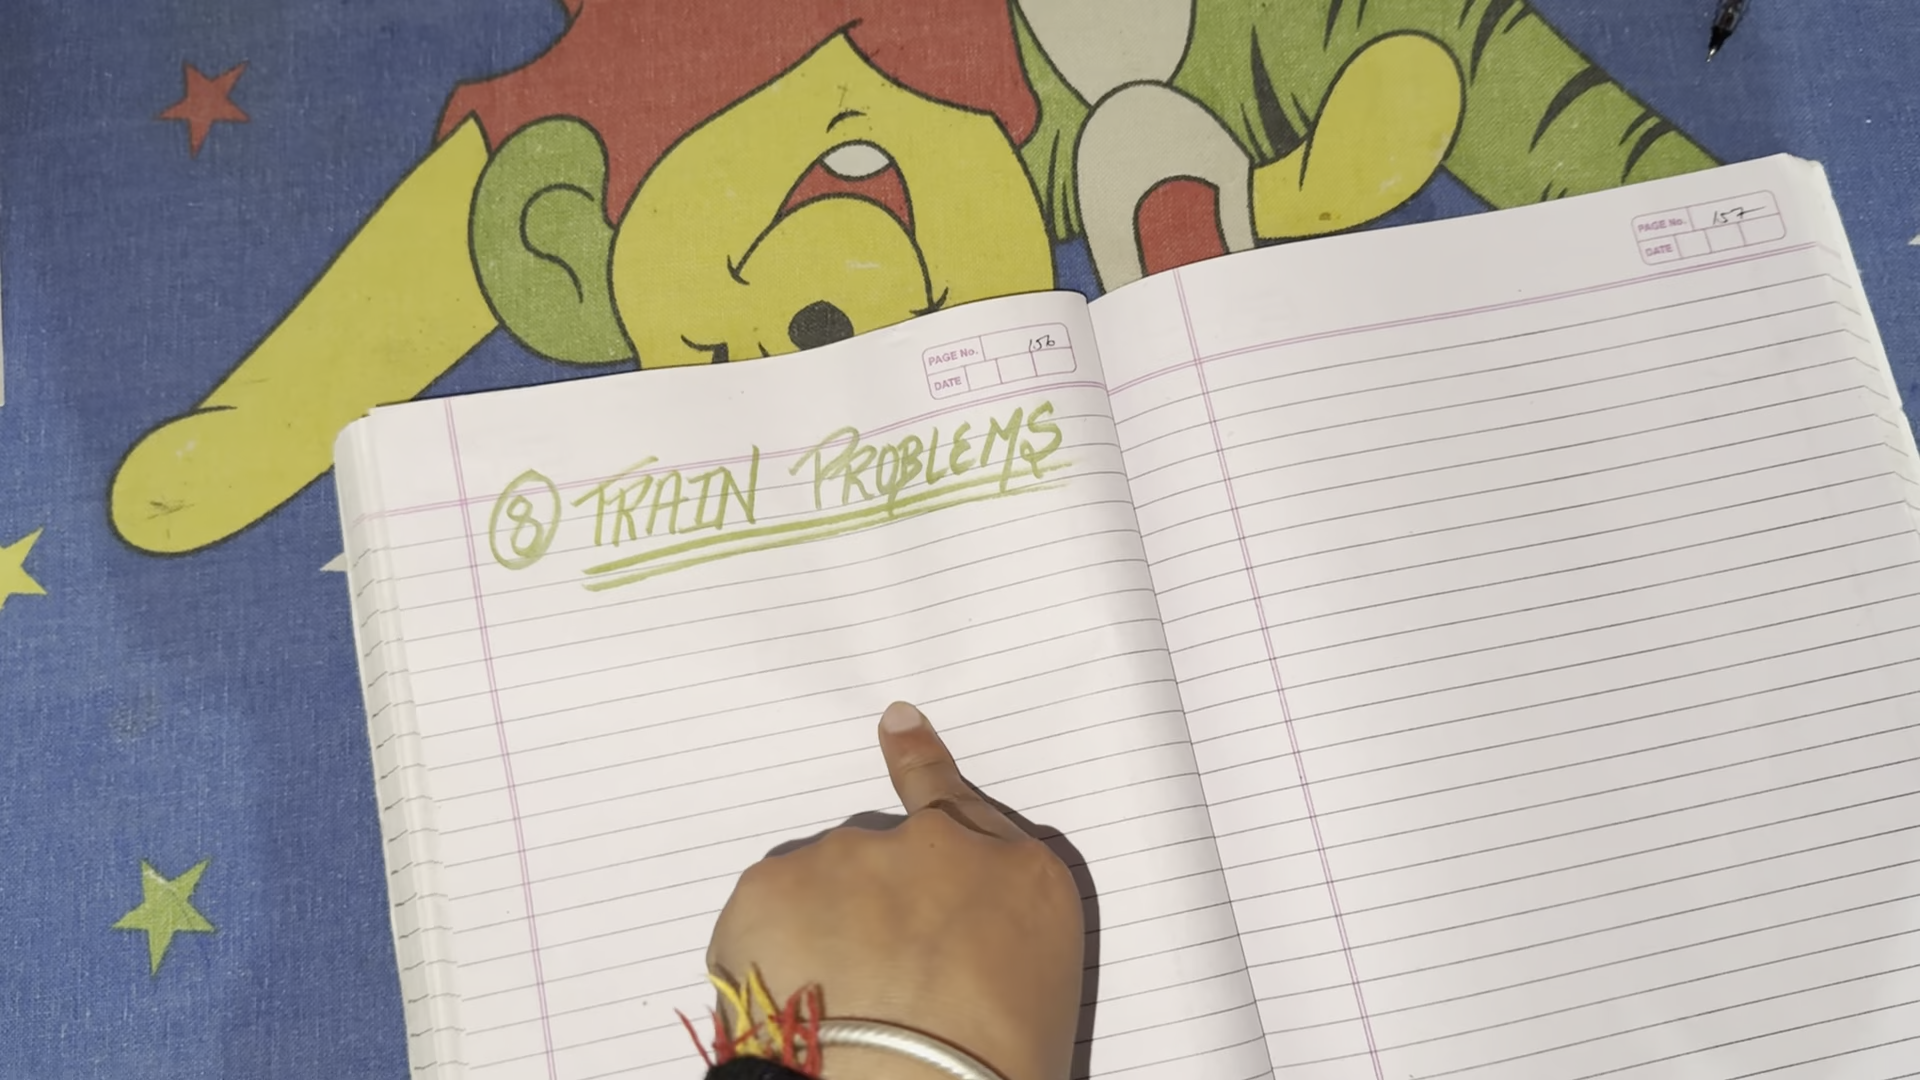 PAGE No. 156
DATE
⑧ TRAIN PROBLEMS
PAGE No. 157
DATE